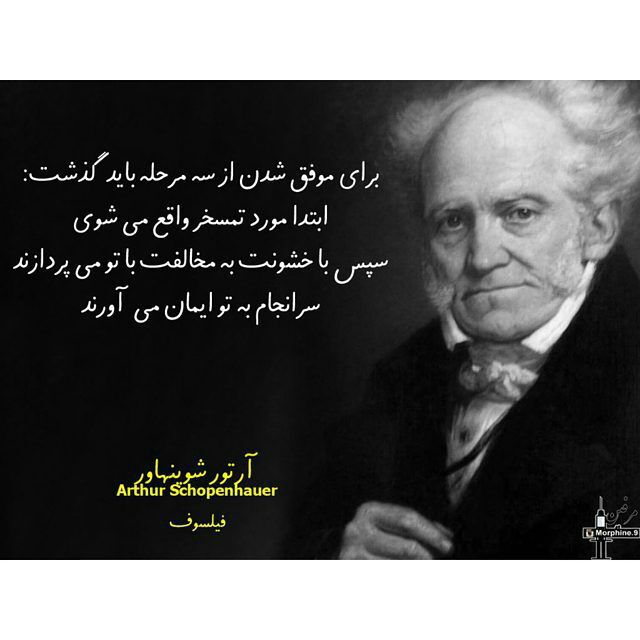 برای موفق شدن از سه مرحله باید گذشت:
ابتدا مورد تمسخر واقع می شوی
سپس با خشونت به مخالفت با تو می پردازند
سرانجام به تو ایمان می آورند
آرتور شوپنهاور
Arthur Schopenhauer
فیلسوف
مرفین
Morphine.9